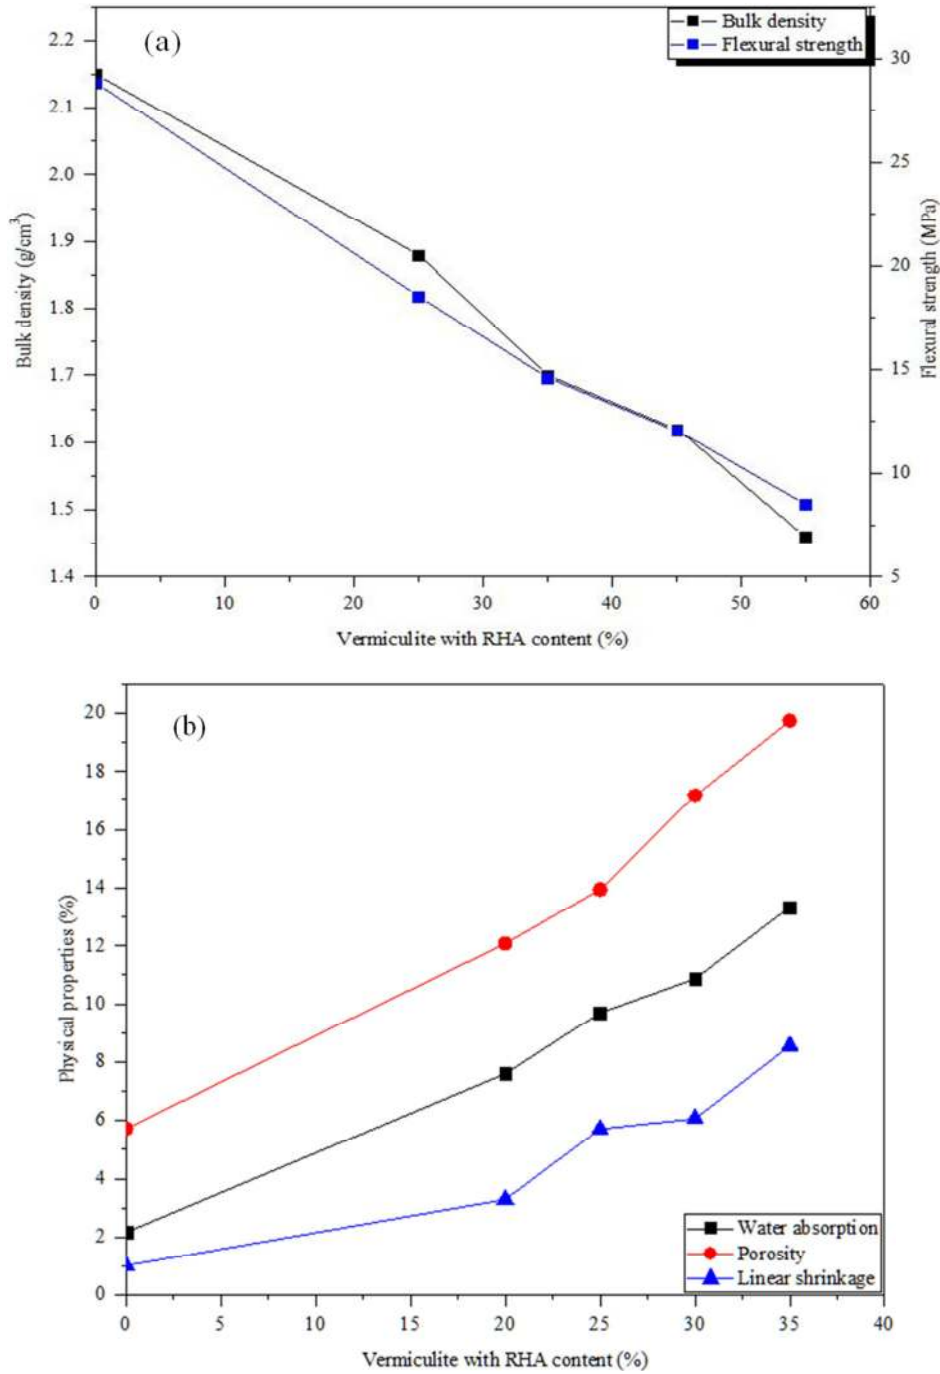 (a)
Bulk density
Flexural strength
2.2
2.1
2.0
1.9
1.8
1.7
1.6
1.5
1.4
Bulk density (g/cm³)
30
25
20
15
10
5
Flexural strength (MPa)
0 10 20 30 40 50 60
Vermiculite with RHA content (%)
(b)
20
18
16
14
12
10
8
6
4
2
0
Physical properties (%)
Water absorption
Porosity
Linear shrinkage
0 5 10 15 20 25 30 35 40
Vermiculite with RHA content (%)